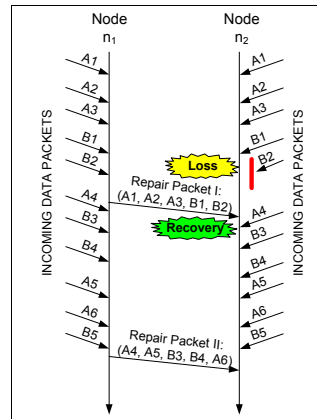 Node
n1
Node
n2
INCOMING DATA PACKETS
A1
A2
A3
B1
B2
A4
B3
B4
A5
A6
B5
Loss
Repair Packet I:
(A1, A2, A3, B1, B2)
Recovery
Repair Packet II:
(A4, A5, B3, B4, A6)
A1
A2
A3
B1
B2
A4
B3
B4
A5
A6
B5
INCOMING DATA PACKETS